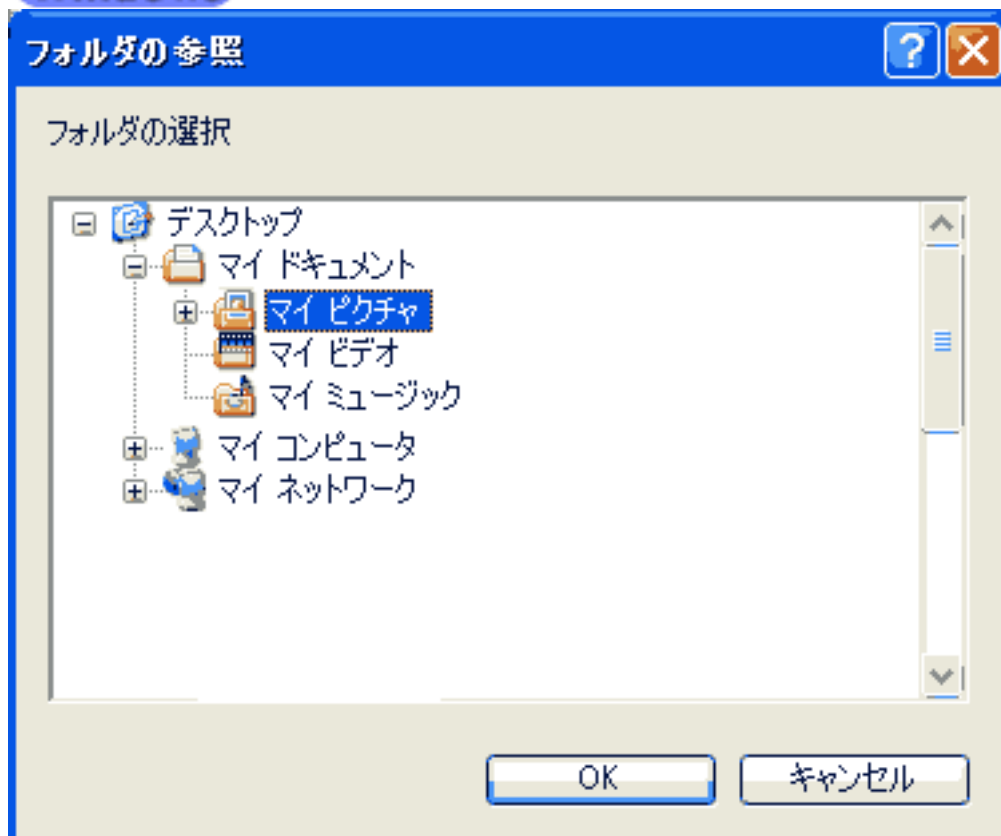 フォルダの参照
フォルダの選択
デスクトップ
マイ ドキュメント
マイ ピクチャ
マイ ビデオ
マイ ミュージック
マイ コンピュータ
マイ ネットワーク
OK キャンセル